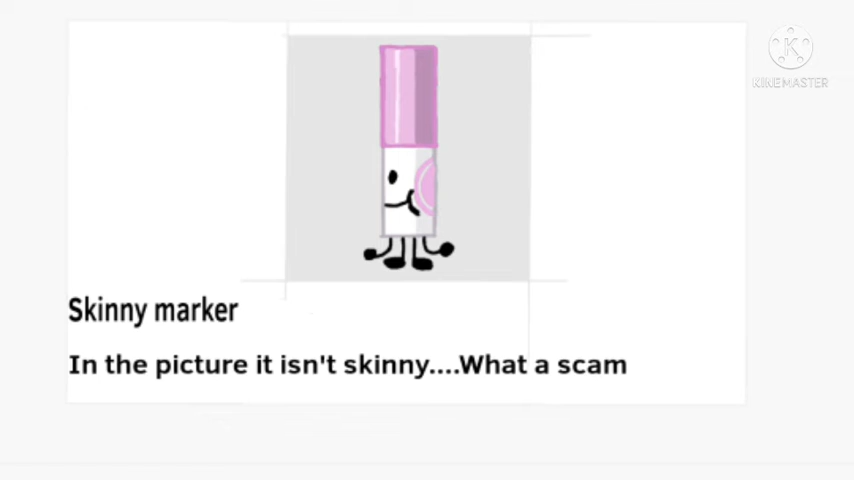 KINEMASTER
Skinny marker
In the picture it isn't skinny....What a scam